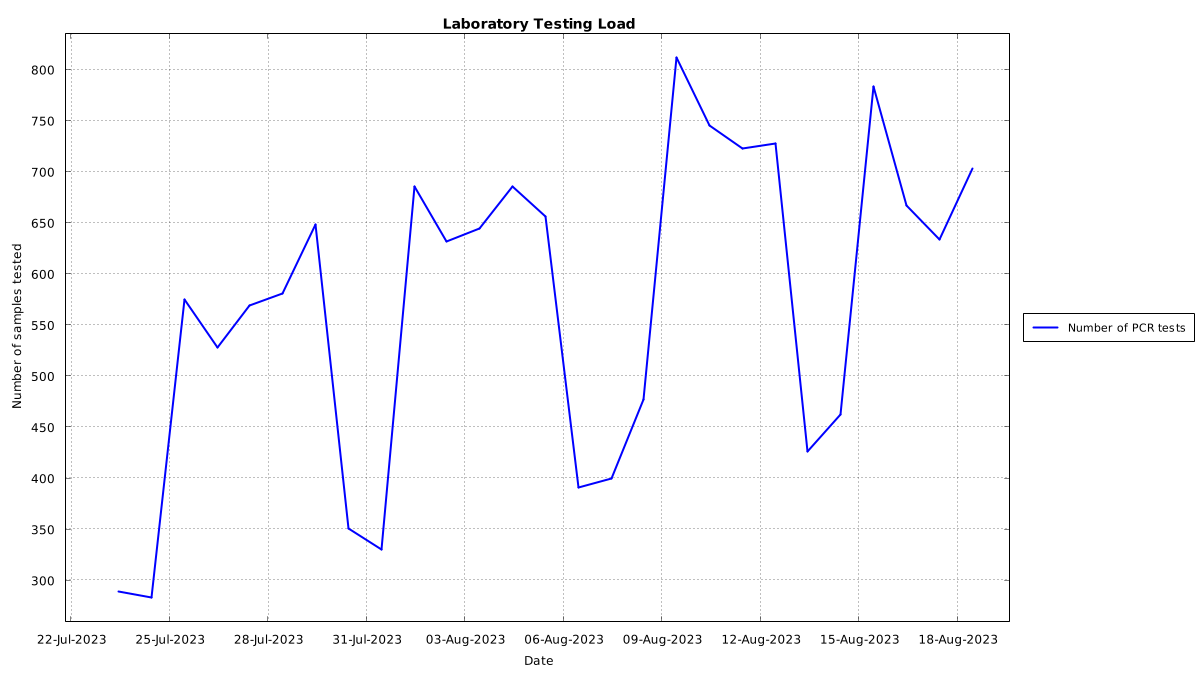 Laboratory Testing Load
800
750
700
650
600
550
500
450
400
350
300
Number of samples tested
22-Jul-2023 25-Jul-2023 28-Jul-2023 31-Jul-2023 03-Aug-2023 06-Aug-2023 09-Aug-2023 12-Aug-2023 15-Aug-2023 18-Aug-2023
Date
Number of PCR tests